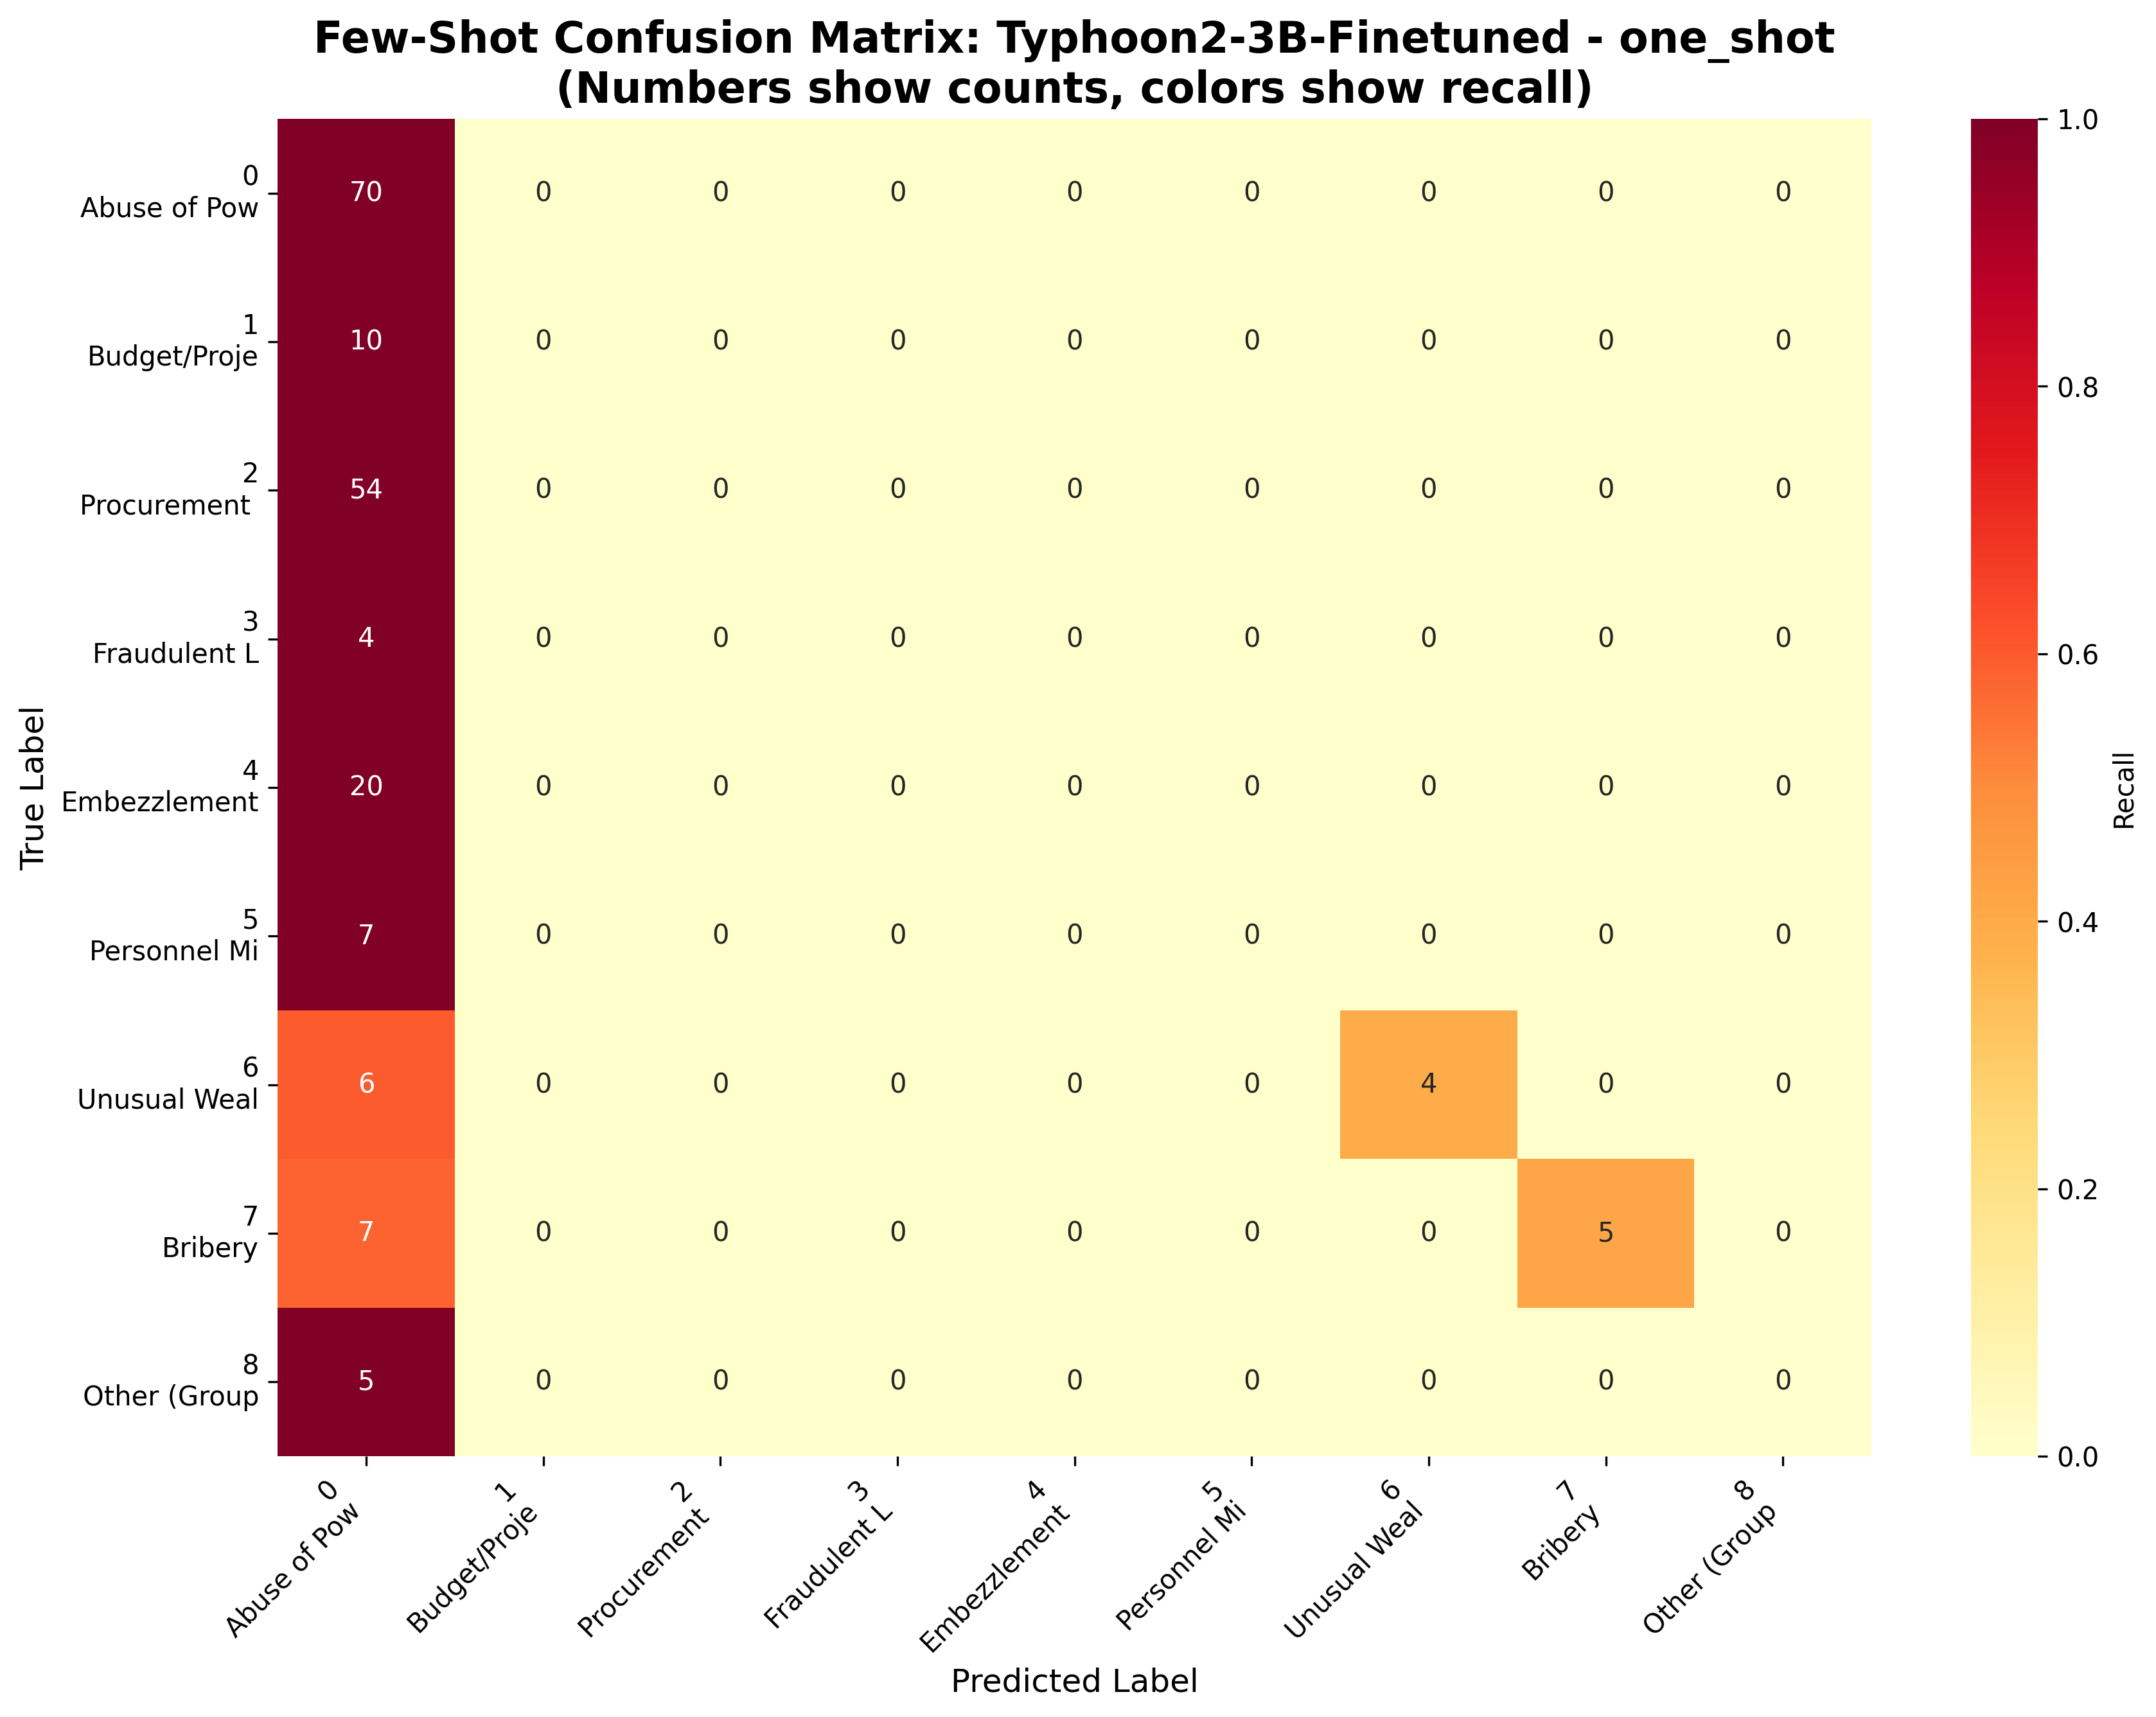 Few-Shot Confusion Matrix: Typhoon2-3B-Finetuned - one_shot
(Numbers show counts, colors show recall)
True Label
0
Abuse of Pow
70 0 0 0 0 0 0 0 0
1
Budget/Proje
10 0 0 0 0 0 0 0 0
2
Procurement
54 0 0 0 0 0 0 0 0
3
Fraudulent L
4 0 0 0 0 0 0 0 0
4
Embezzlement
20 0 0 0 0 0 0 0 0
5
Personnel Mi
7 0 0 0 0 0 0 0 0
6
Unusual Weal
6 0 0 0 0 0 4 0 0
7
Bribery
7 0 0 0 0 0 0 5 0
8
Other (Group
5 0 0 0 0 0 0 0 0
0
Abuse of Pow
1
Budget/Proje
2
Procurement
3
Fraudulent L
4
Embezzlement
5
Personnel Mi
6
Unusual Weal
7
Bribery
8
Other (Group
Predicted Label
1.0
0.8
0.6
0.4
0.2
0.0
Recall